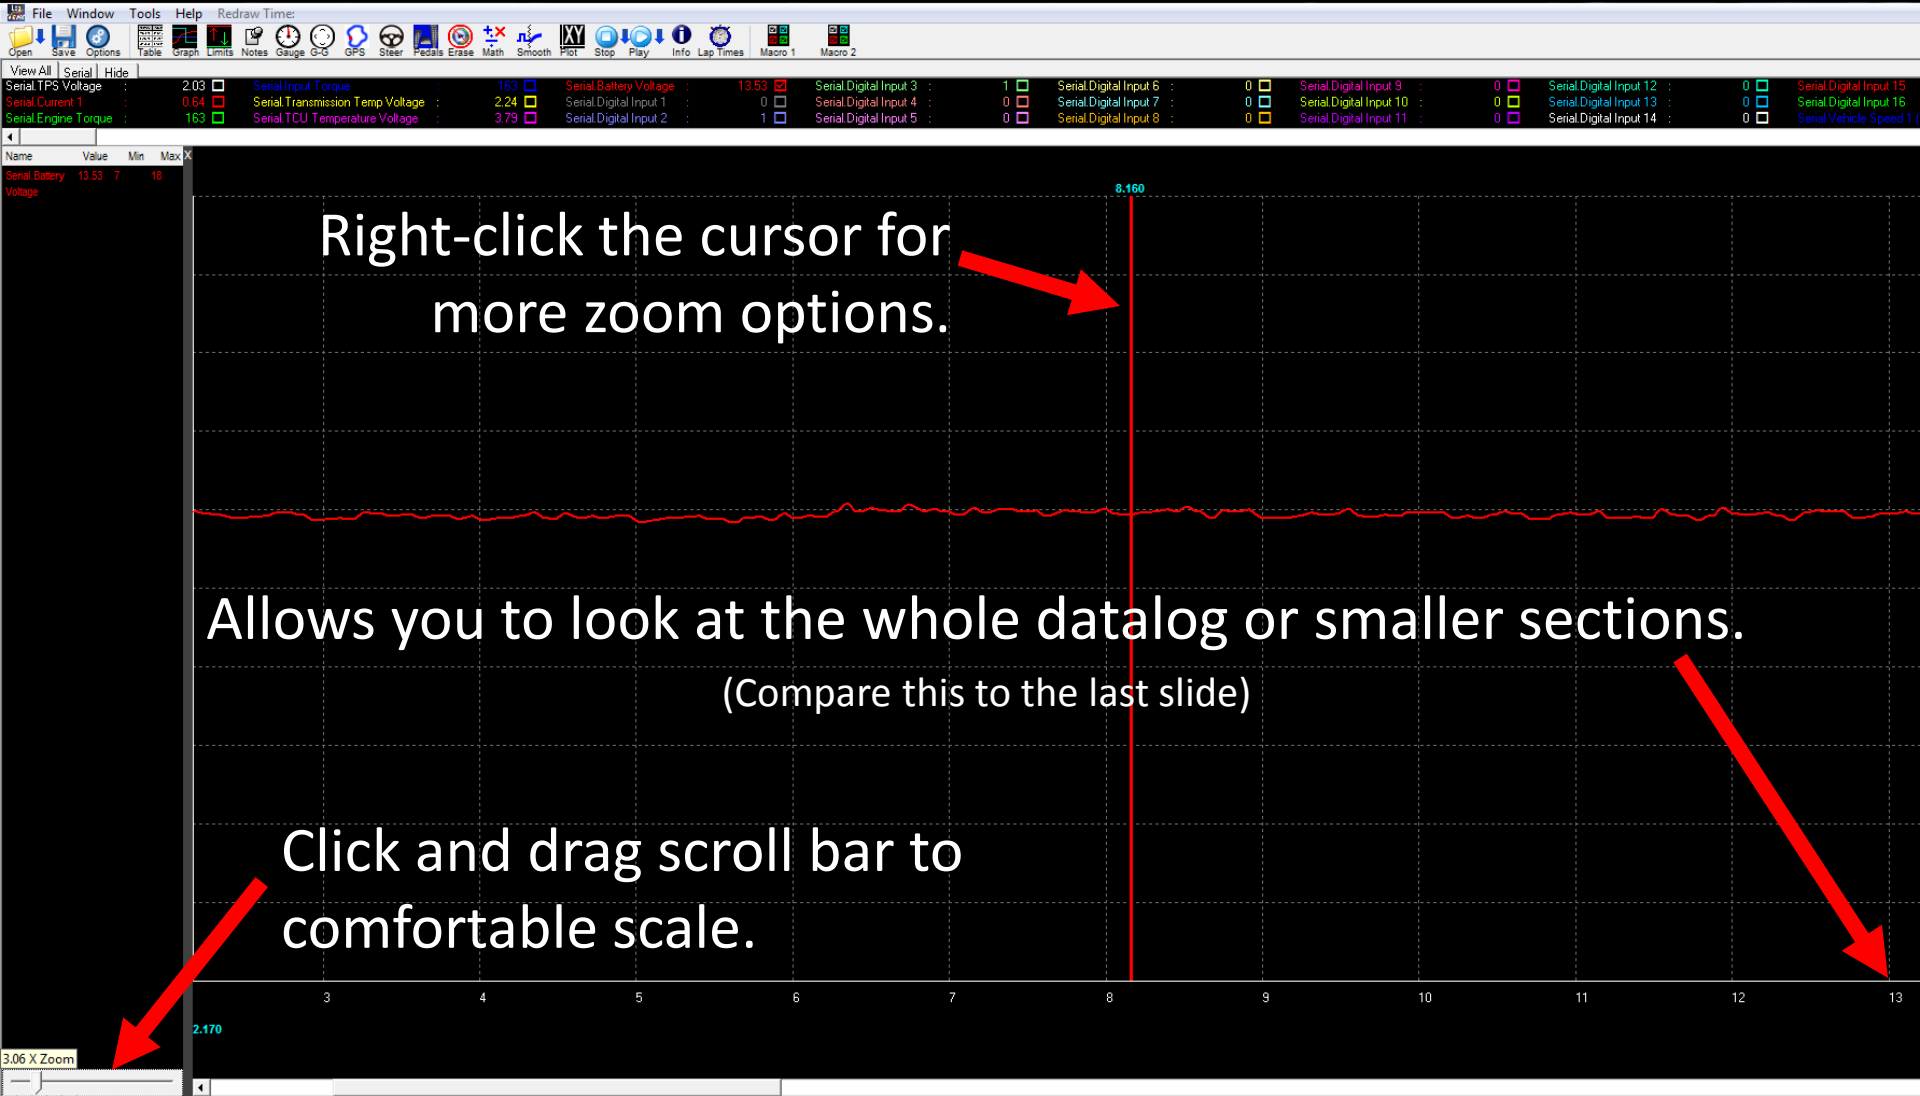 File Window Tools Help Redraw Time:
Open Save Options Table Graph Limits Notes Gauge G-G GPS Steer Pedals Erase Math Smooth Plot Stop Play Info Lap Times Macro 1 Macro 2
View All Serial Hide
Serial.TPS Voltage : 2.03 Serial.Input Torque : 163 Serial.Battery Voltage : 13.53 Serial.Digital Input 3 : 1 Serial.Digital Input 6 : 0 Serial.Digital Input 9 : 0 Serial.Digital Input 12 : 0 Serial.Digital Input 15
Serial.Current 1 : 0.64 Serial.Transmission Temp Voltage : 2.24 Serial.Digital Input 1 : 0 Serial.Digital Input 4 : 0 Serial.Digital Input 7 : 0 Serial.Digital Input 10 : 0 Serial.Digital Input 13 : 0 Serial.Digital Input 16
Serial.Engine Torque : 163 Serial.TCU Temperature Voltage : 3.79 Serial.Digital Input 2 : 1 Serial.Digital Input 5 : 0 Serial.Digital Input 8 : 0 Serial.Digital Input 11 : 0 Serial.Digital Input 14 : 0 Serial.Vehicle Speed 1 (
Name Value Min Max X
Serial.Battery 13.53 7 18
Voltage
8.160
Right-click the cursor for
more zoom options.
Allows you to look at the whole datalog or smaller sections.
(Compare this to the last slide)
Click and drag scroll bar to
comfortable scale.
3 4 5 6 7 8 9 10 11 12 13
2.170
3.06 X Zoom